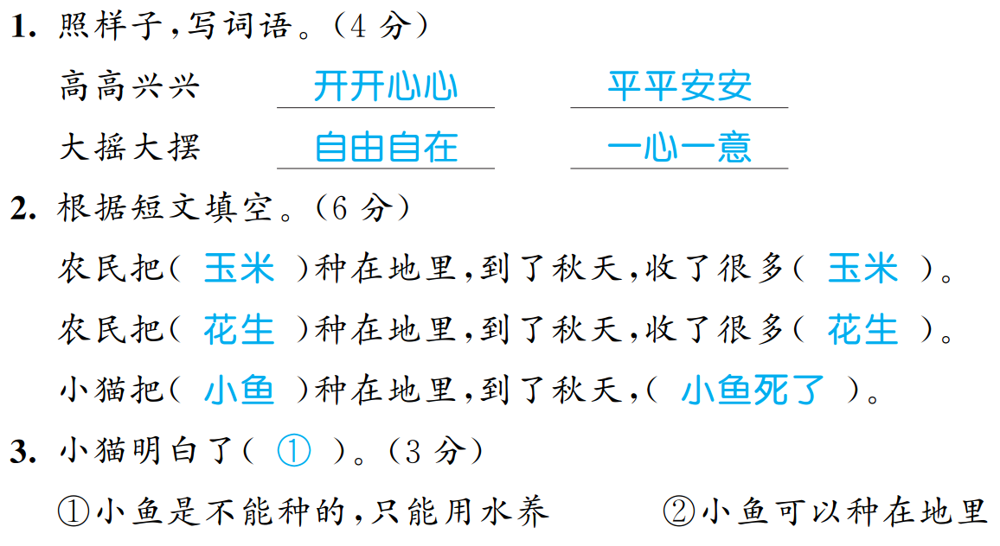 1. 照样子,写词语。(4 分)
高高兴兴 开开心心 平平安安
大摇大摆 自由自在 一心一意
2. 根据短文填空。(6 分)
农民把( 玉米 )种在地里,到了秋天,收了很多( 玉米 )。
农民把( 花生 )种在地里,到了秋天,收了很多( 花生 )。
小猫把( 小鱼 )种在地里,到了秋天,( 小鱼死了 )。
3. 小猫明白了( ① )。(3 分)
①小鱼是不能种的,只能用水养 ②小鱼可以种在地里